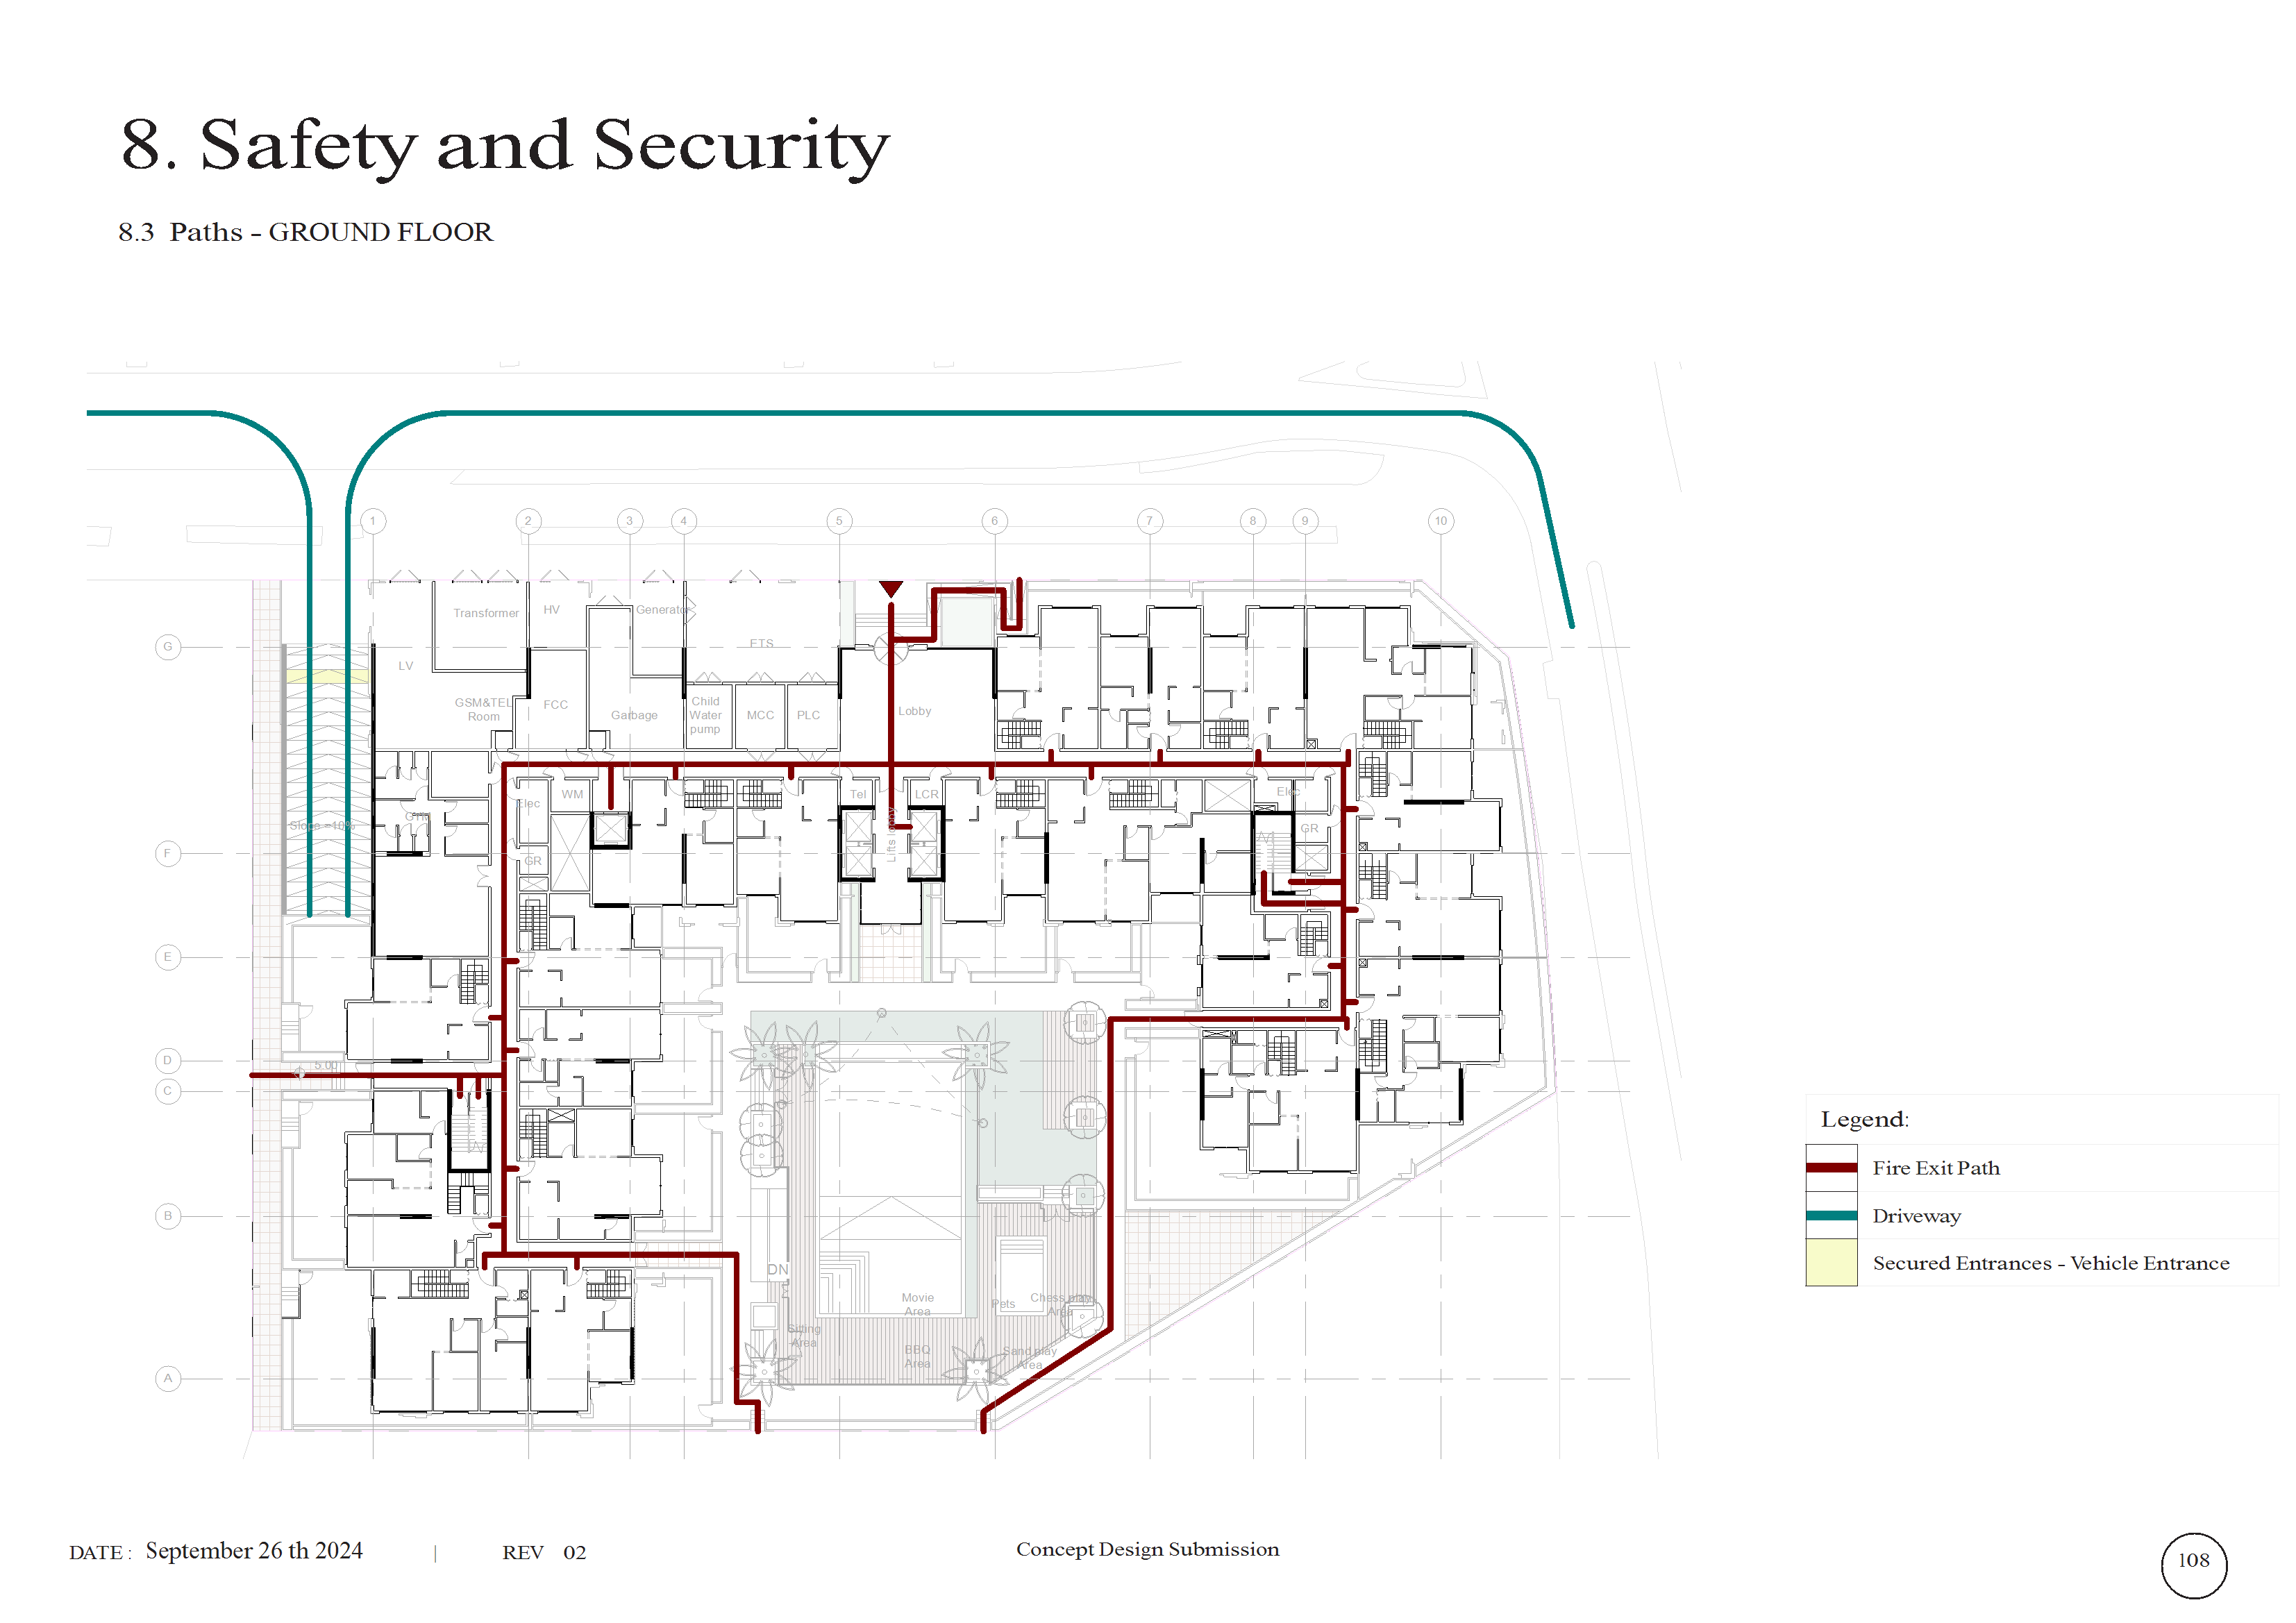 8. Safety and Security
8.3 Paths - GROUND FLOOR
1
2
3
4
5
6
7
8
9
10
G
F
E
D
C
B
A
Transformer
HV
Generator
ETS
LV
GSM&TEL
Room
FCC
Garbage
Child
Water
pump
MCC
PLC
Lobby
Elec
WM
Tel
LCR
Elec
Slope =10%
GYM
Lifts lobby
GR
GR
5.00
DN
Movie
Area
Pets
Chess play
Area
Sitting
Area
BBQ
Area
Sand play
Area
Legend:
Fire Exit Path
Driveway
Secured Entrances - Vehicle Entrance
DATE : September 26 th 2024 | REV 02
Concept Design Submission
108